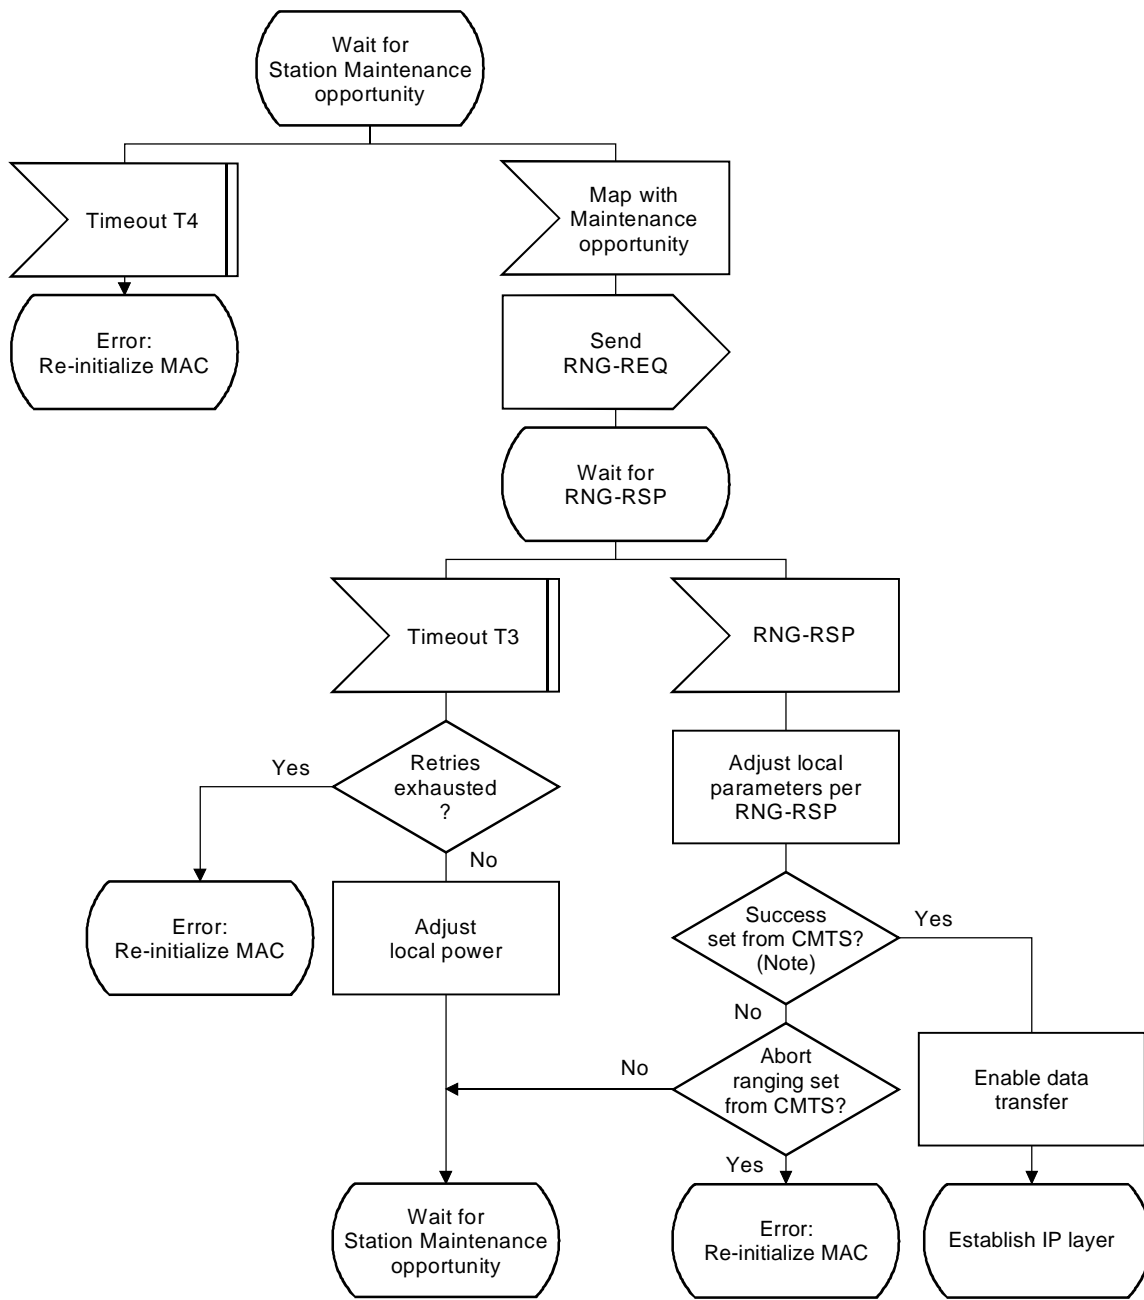 Wait for
Station Maintenance
opportunity
Timeout T4
Map with
Maintenance
opportunity
Error:
Re-initialize MAC
Send
RNG-REQ
Wait for
RNG-RSP
Timeout T3
RNG-RSP
Yes
Retries
exhausted
?
No
Adjust local
parameters per
RNG-RSP
Error:
Re-initialize MAC
Adjust
local power
Success
set from CMTS?
(Note)
Yes
No
No
Abort
ranging set
from CMTS?
Yes
Enable data
transfer
Wait for
Station Maintenance
opportunity
Error:
Re-initialize MAC
Establish IP layer